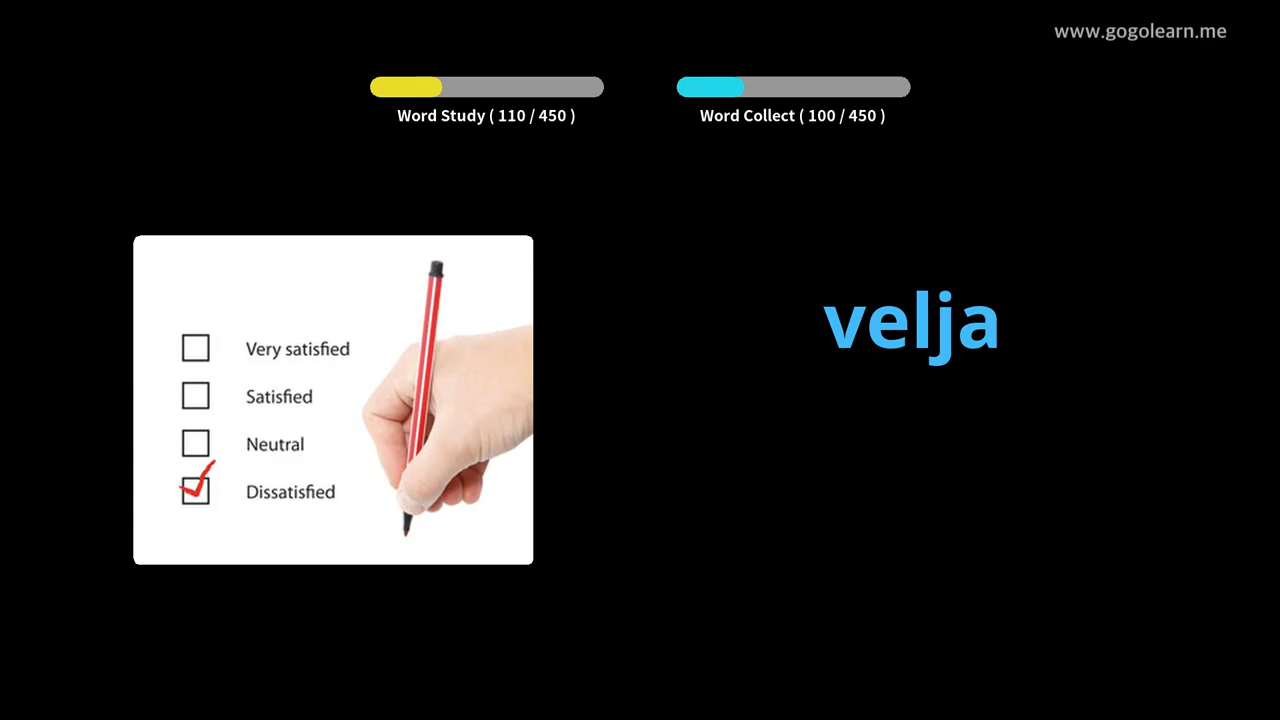 www.gogolearn.me
Word Study ( 110 / 450 )
Word Collect ( 100 / 450 )
velja
Very satisfied
Satisfied
Neutral
Dissatisfied